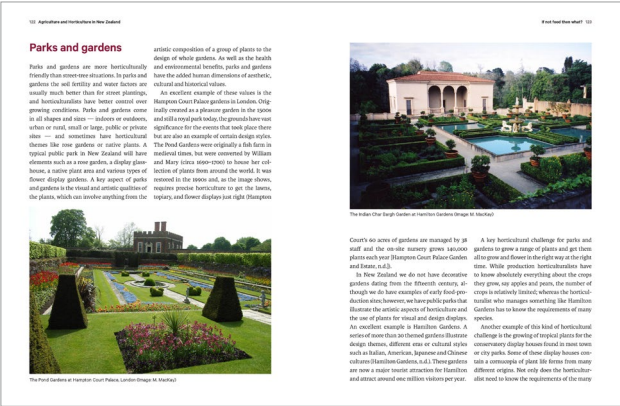 122 Agriculture and Horticulture in New Zealand
Parks and gardens
Parks and gardens are more horticulturally
friendly than street-tree situations. In parks and
gardens the soil fertility and water factors are
usually much better than for street plantings,
and horticulturists have better control over
growing conditions. Parks and gardens come
in all shapes and sizes — indoors or outdoors,
urban or rural, small or large, public or private
sites — and sometimes have horticultural
themes like rose gardens or native plants. A
typical park in New Zealand will have
elements such as a rose garden, a display glass-
house, a native plant area and various types of
flower display gardens. A key aspect of parks
and gardens is the visual and artistic qualities of
the plants, which can involve anything from the
artistic composition of a group of plants to the
design of whole gardens. As well as the health
and environmental benefits, parks and gardens
have the added human dimensions of aesthetic,
cultural and historical values.
An excellent example of these values is the
Hampton Court Palace gardens in London. Orig-
inally created as a pleasure garden in the 1500s
and still a royal park today, the grounds have vast
significance for the events that took place there
but are also an example of certain design styles.
The Pond Gardens were originally a fish farm in
medieval times, but were converted by William
and Mary (circa 1690–1700) to house her col-
lection of plants from around the world. It was
restored in the 1990s and, as the image shows,
requires precise horticulture to get the lawns,
topiary, and flower displays just right (Hampton
The Pond Gardens at Hampton Court Palace, London (Image: M. MacKay)
If not food then what? 123
The Indian Char Bagh Garden at Hamilton Gardens (Image: M. MacKay)
Court's 60 acres of gardens are managed by 38
staff and the on-site nursery grows 140,000
plants each year [Hampton Court Palace Garden
and Estate, n.d.]).
In New Zealand we do not have decorative
gardens dating from the fifteenth century, al-
though we do have examples of early food-pro-
duction sites; however, we have public parks that
illustrate the artistic aspects of horticulture and
the use of plants for visual and design displays.
An excellent example is Hamilton Gardens. A
series of more than 20 themed gardens illustrate
design themes, different eras or cultural styles
such as Italian, American, Japanese and Chinese
cultures (Hamilton Gardens, n.d.). These gardens
are now a major tourist attraction for Hamilton
and attract around one million visitors per year.
A key horticultural challenge for parks and
gardens to grow a range of plants and get them
all to grow and flower in the right way at the right
time. While production horticulturalists have
to know absolutely everything about the crops
they grow, say apples and pears, the number of
crops is relatively limited; whereas the horticul-
turalist who manages something like Hamilton
Gardens has to know the requirements of many
species.
Another example of this kind of horticultural
challenge is the growing of tropical plants for the
conservatory display houses found in most town
or city parks. Some of these display houses con-
tain a cornucopia of plant life forms from many
different origins. Not only does the horticultur-
alist need to know the requirements of the many